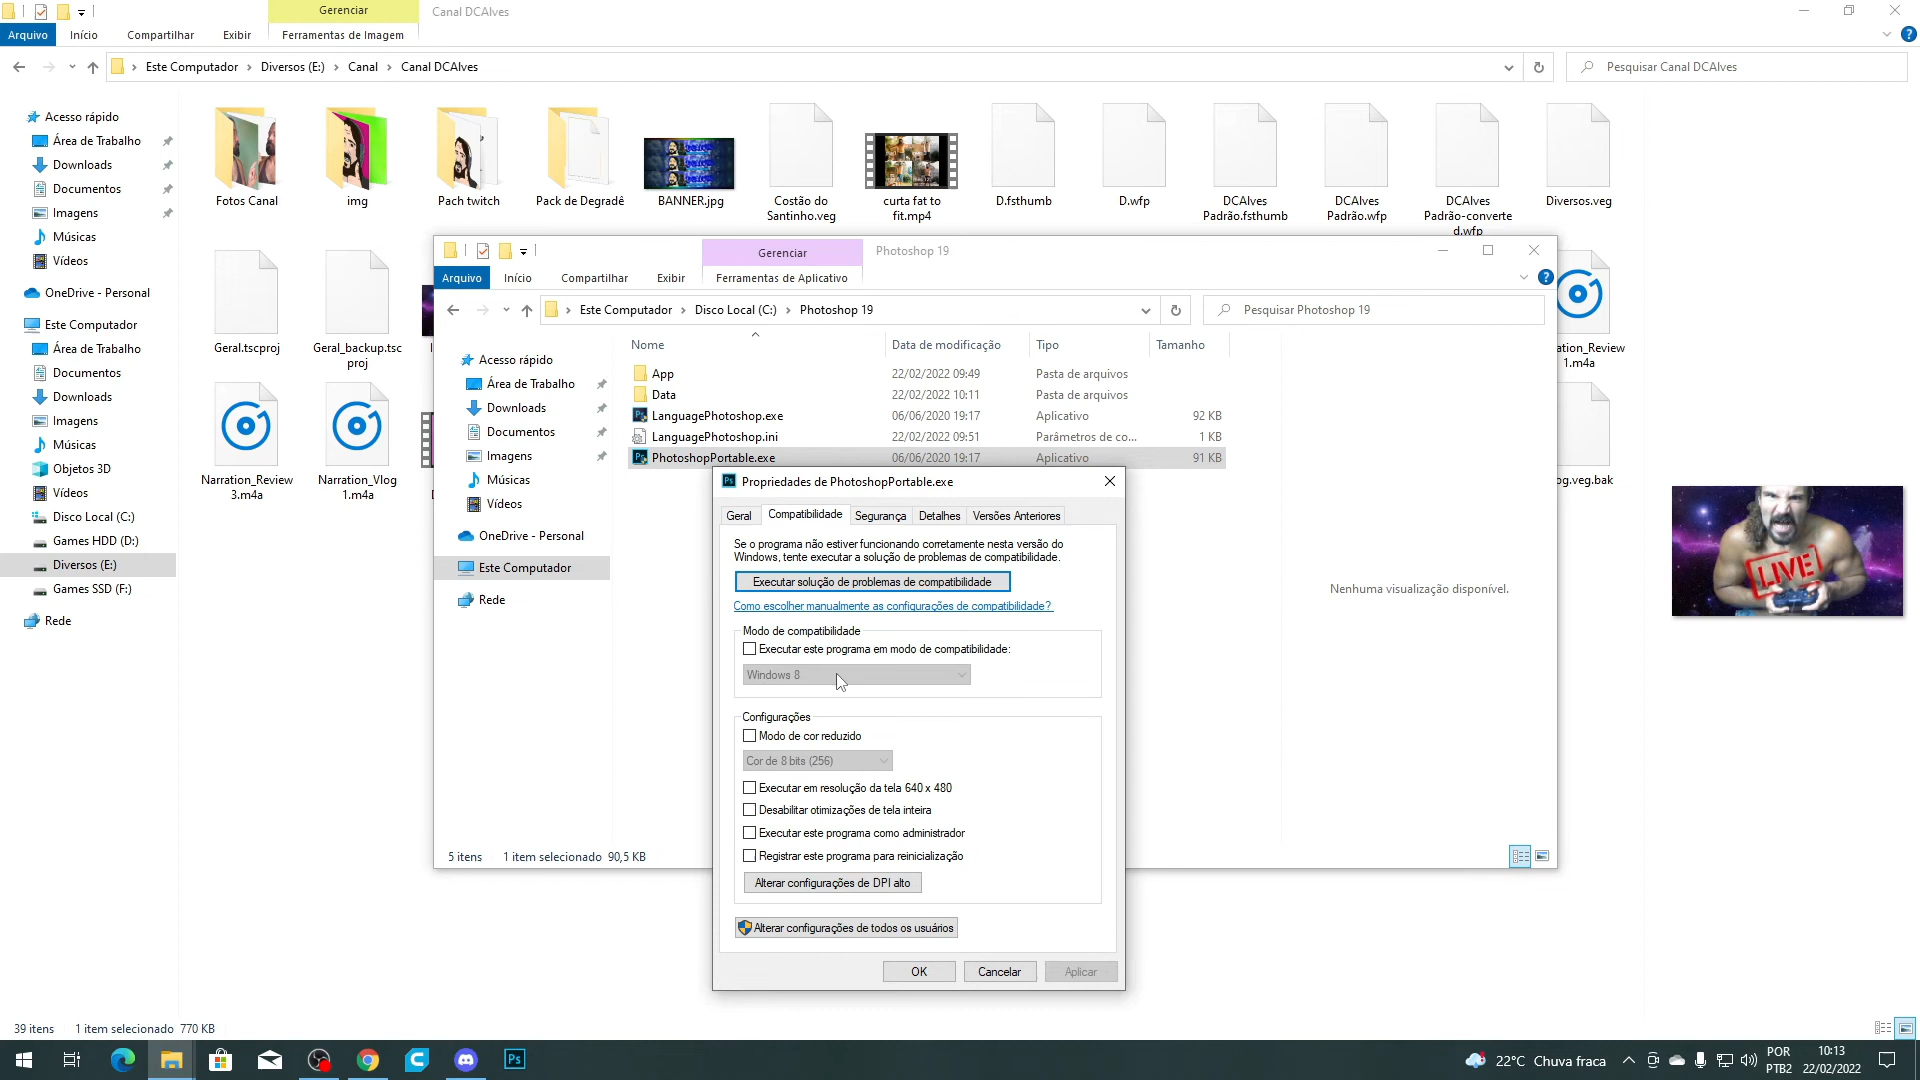 Gerenciar
Canal DCAlves
Arquivo
Início
Compartilhar
Exibir
Ferramentas de Imagem
Este Computador
Diversos (E:)
Canal
Canal DCAlves
Pesquisar Canal DCAlves
Acesso rápido
Área de Trabalho
Downloads
Documentos
Imagens
Músicas
Vídeos
OneDrive - Personal
Este Computador
Área de Trabalho
Documentos
Downloads
Imagens
Músicas
Objetos 3D
Vídeos
Disco Local (C:)
Games HDD (D:)
Diversos (E:)
Games SSD (F:)
Rede
Fotos Canal
img
Pach twitch
Pack de Degradê
BANNER.jpg
Costão do
Santinho.veg
curta fat to
fit.mp4
D.fsthumb
D.wfp
DCAlves
Padrão.fsthumb
DCAlves
Padrão.wfp
DCAlves
Padrão-converte
d.wfp
Diversos.veg
Geral.tscproj
Geral_backup.tsc
proj
ation_Review
1.m4a
Narration_Review
3.m4a
Narration_Vlog
1.m4a
og.veg.bak
Gerenciar
Photoshop 19
Arquivo
Início
Compartilhar
Exibir
Ferramentas de Aplicativo
Este Computador
Disco Local (C:)
Photoshop 19
Pesquisar Photoshop 19
Acesso rápido
Área de Trabalho
Downloads
Documentos
Imagens
Músicas
Vídeos
OneDrive - Personal
Este Computador
Rede
Nome
Data de modificação
Tipo
Tamanho
App
22/02/2022 09:49
Pasta de arquivos
Data
22/02/2022 10:11
Pasta de arquivos
LanguagePhotoshop.exe
06/06/2020 19:17
Aplicativo
92 KB
LanguagePhotoshop.ini
22/02/2022 09:51
Parâmetros de co...
1 KB
PhotoshopPortable.exe
06/06/2020 19:17
Aplicativo
91 KB
Nenhuma visualização disponível.
5 itens
1 item selecionado 90,5 KB
Ps
Propriedades de PhotoshopPortable.exe
Geral
Compatibilidade
Segurança
Detalhes
Versões Anteriores
Se o programa não estiver funcionando corretamente nesta versão do
Windows, tente executar a solução de problemas de compatibilidade.
Executar solução de problemas de compatibilidade
Como escolher manualmente as configurações de compatibilidade?
Modo de compatibilidade
Executar este programa em modo de compatibilidade:
Windows 8
Configurações
Modo de cor reduzido
Cor de 8 bits (256)
Executar em resolução da tela 640 x 480
Desabilitar otimizações de tela inteira
Executar este programa como administrador
Registrar este programa para reinicialização
Alterar configurações de DPI alto
Alterar configurações de todos os usuários
OK
Cancelar
Aplicar
LIVE
39 itens
1 item selecionado 770 KB
Ps
22°C Chuva fraca
POR
PTB2
10:13
22/02/2022